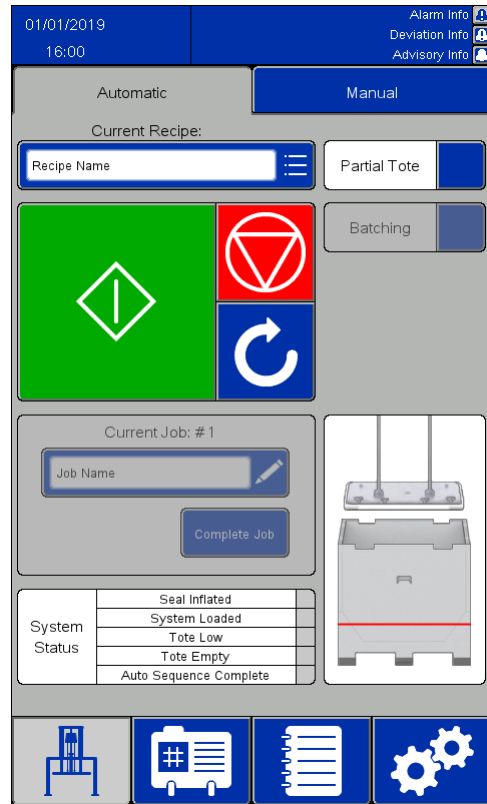 01/01/2019
16:00
Alarm Info
Deviation Info
Advisory Info
Automatic
Manual
Current Recipe:
Recipe Name
Partial Tote
Batching
Current Job: # 1
Job Name
Complete Job
System
Status
Seal Inflated
System Loaded
Tote Low
Tote Empty
Auto Sequence Complete
#